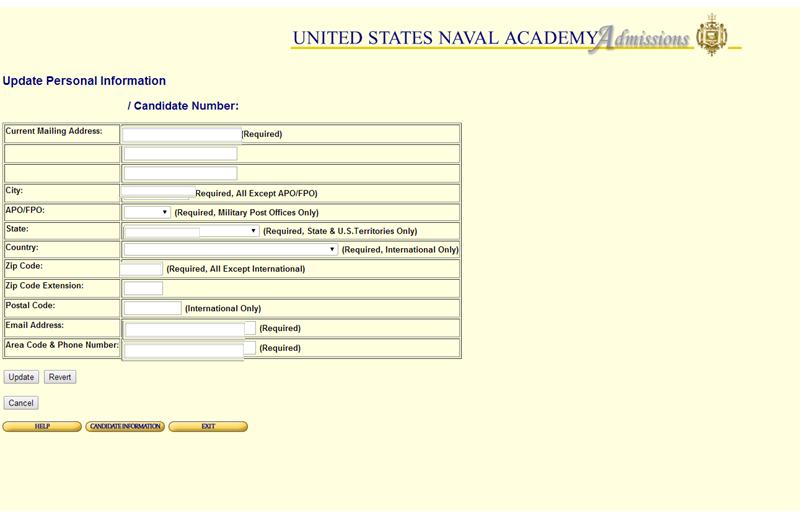 UNITED STATES NAVAL ACADEMY Admissions
Update Personal Information
/ Candidate Number:
Current Mailing Address: (Required)
City: Required, All Except APO/FPO)
APO/FPO: (Required, Military Post Offices Only)
State: (Required, State & U.S.Territories Only)
Country: (Required, International Only)
Zip Code: (Required, All Except International)
Zip Code Extension:
Postal Code: (International Only)
Email Address: (Required)
Area Code & Phone Number: (Required)
Update Revert
Cancel
HELP CANDIDATE INFORMATION EXIT